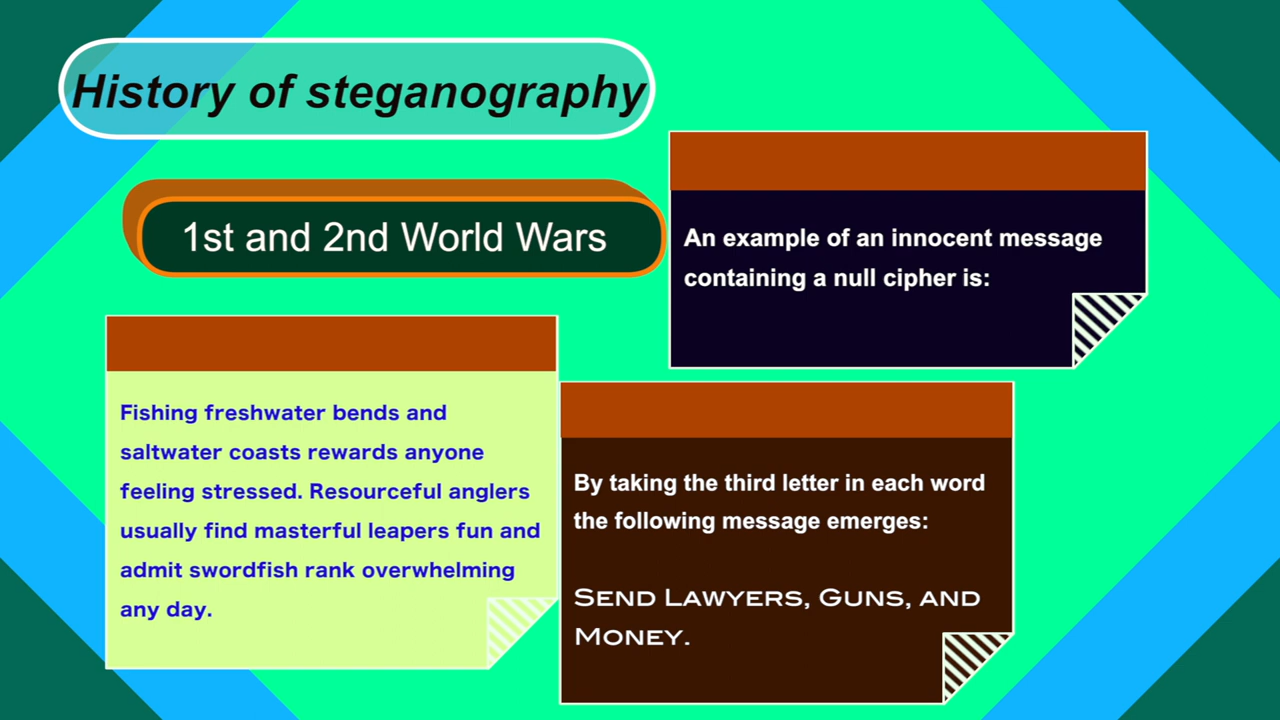 History of steganography
1st and 2nd World Wars
An example of an innocent message
containing a null cipher is:
Fishing freshwater bends and
saltwater coasts rewards anyone
feeling stressed. Resourceful anglers
usually find masterful leapers fun and
admit swordfish rank overwhelming
any day.
By taking the third letter in each word
the following message emerges:
Send Lawyers, Guns, and
Money.